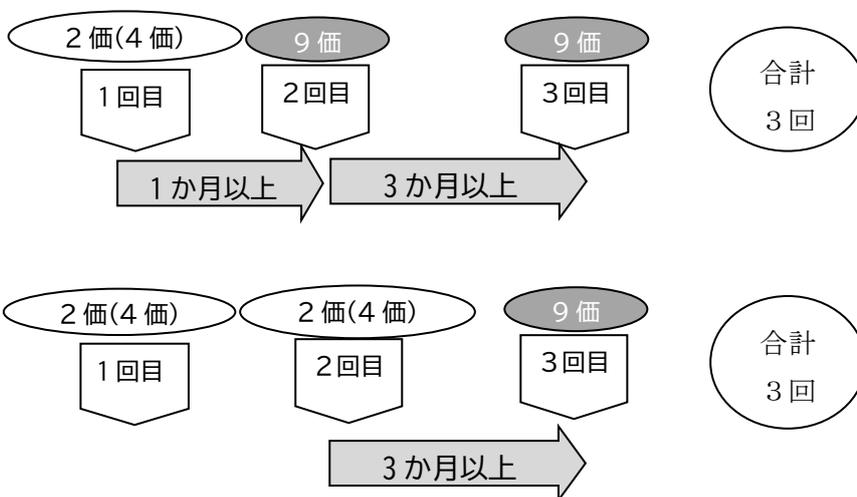 2価(4価)
9価
9価
1回目
2回目
3回目
合計
3回
1か月以上
3か月以上
2価(4価)
2価(4価)
9価
1回目
2回目
3回目
合計
3回
3か月以上